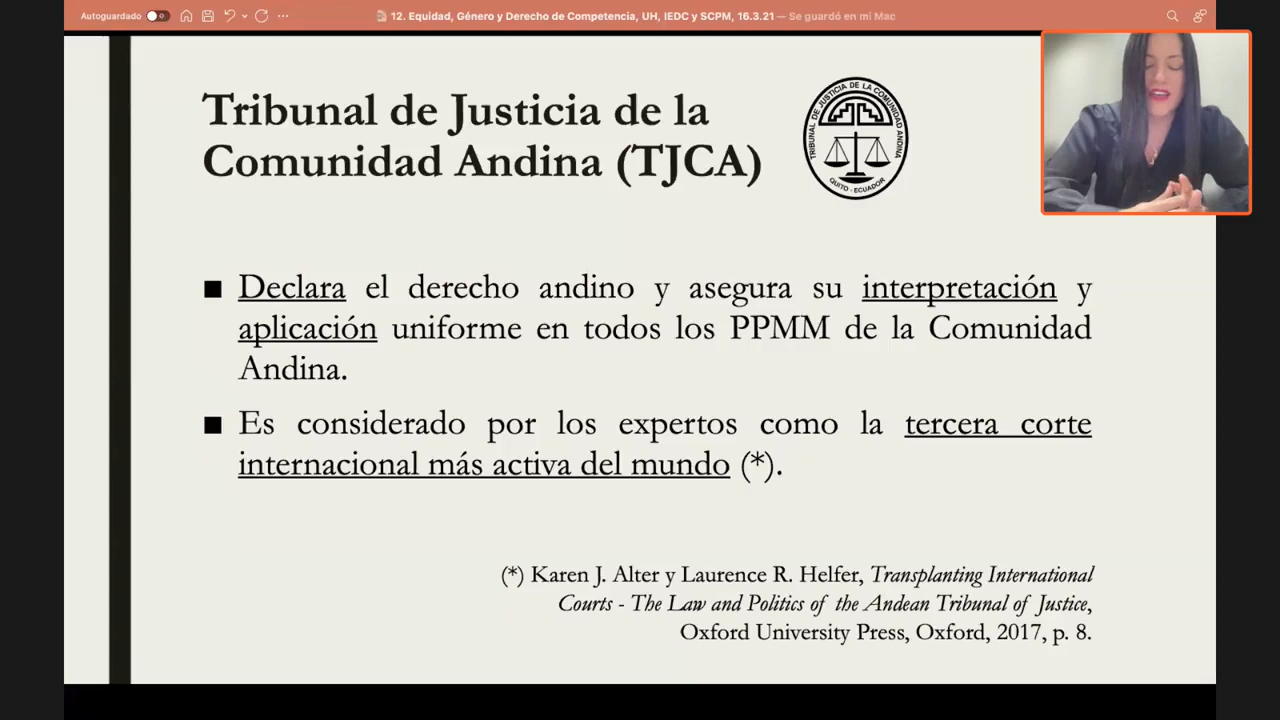 Autoguardado
12. Equidad, Género y Derecho de Competencia, UH, IEDC y SCPM, 16.3.21 — Se guardó en mi Mac
Tribunal de Justicia de la
Comunidad Andina (TJCA)
TRIBUNAL DE JUSTICIA DE LA COMUNIDAD ANDINA
QUITO - ECUADOR
■ Declara el derecho andino y asegura su interpretación y
aplicación uniforme en todos los PPMM de la Comunidad
Andina.
■ Es considerado por los expertos como la tercera corte
internacional más activa del mundo (*).
(*) Karen J. Alter y Laurence R. Helfer, Transplanting International
Courts - The Law and Politics of the Andean Tribunal of Justice,
Oxford University Press, Oxford, 2017, p. 8.